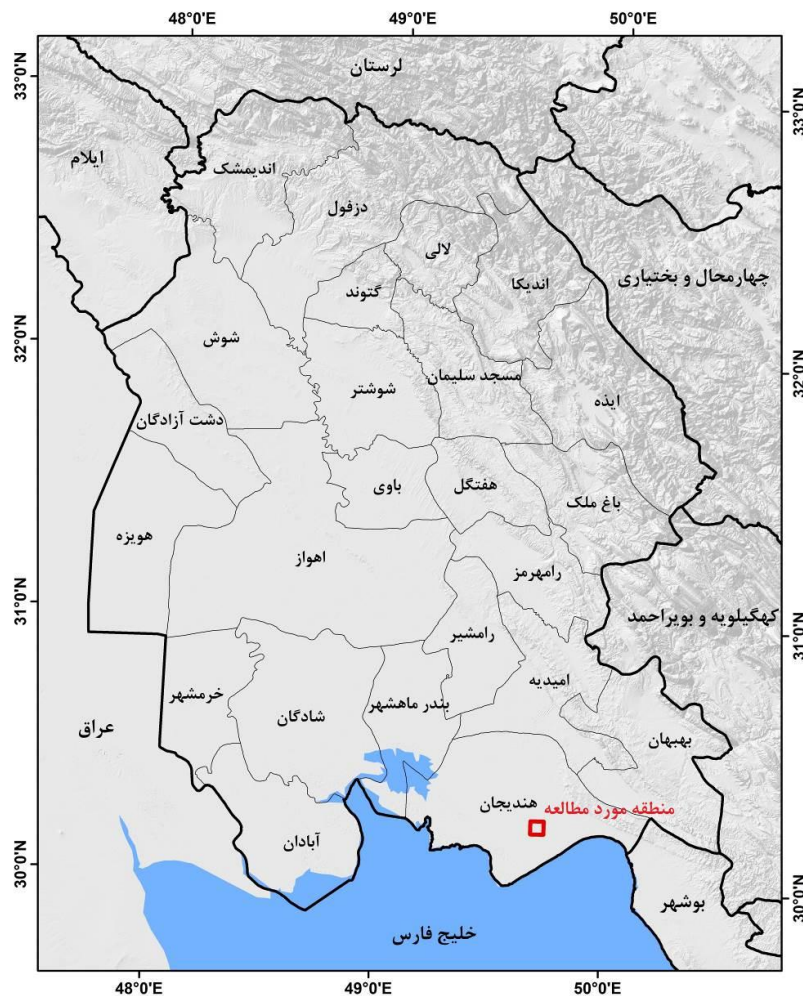 48°0'E 49°0'E 50°0'E
33°0'N
33°0'N
لرستان
ایلام
اندیمشک
دزفول
لالی
اندیکا
چهارمحال و بختیاری
گتوند
32°0'N
شوش
32°0'N
مسجد سلیمان
شوشتر
ایذه
دشت آزادگان
هفتگل
باوی
باغ ملک
هویزه
اهواز
رامهرمز
31°0'N
31°0'N
کهگیلویه و بویراحمد
رامشیر
امیدیه
خرمشهر
بندر ماهشهر
شادگان
عراق
بهبهان
هندیجان
منطقه مورد مطالعه
آبادان
30°0'N
30°0'N
بوشهر
خلیج فارس
48°0'E 49°0'E 50°0'E